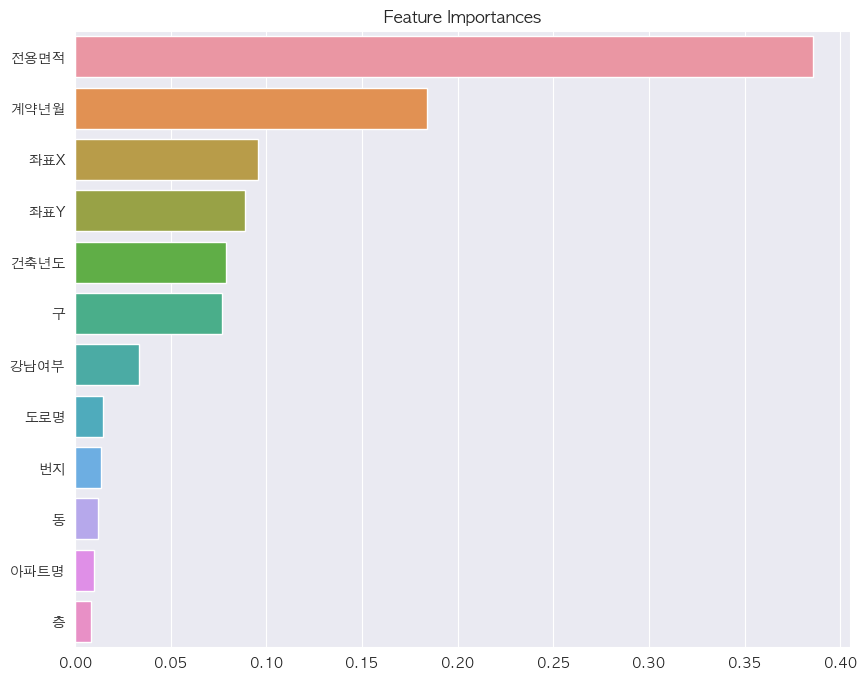 Feature Importances
전용면적
계약년월
좌표X
좌표Y
건축년도
구
강남여부
도로명
번지
동
아파트명
층
0.00 0.05 0.10 0.15 0.20 0.25 0.30 0.35 0.40